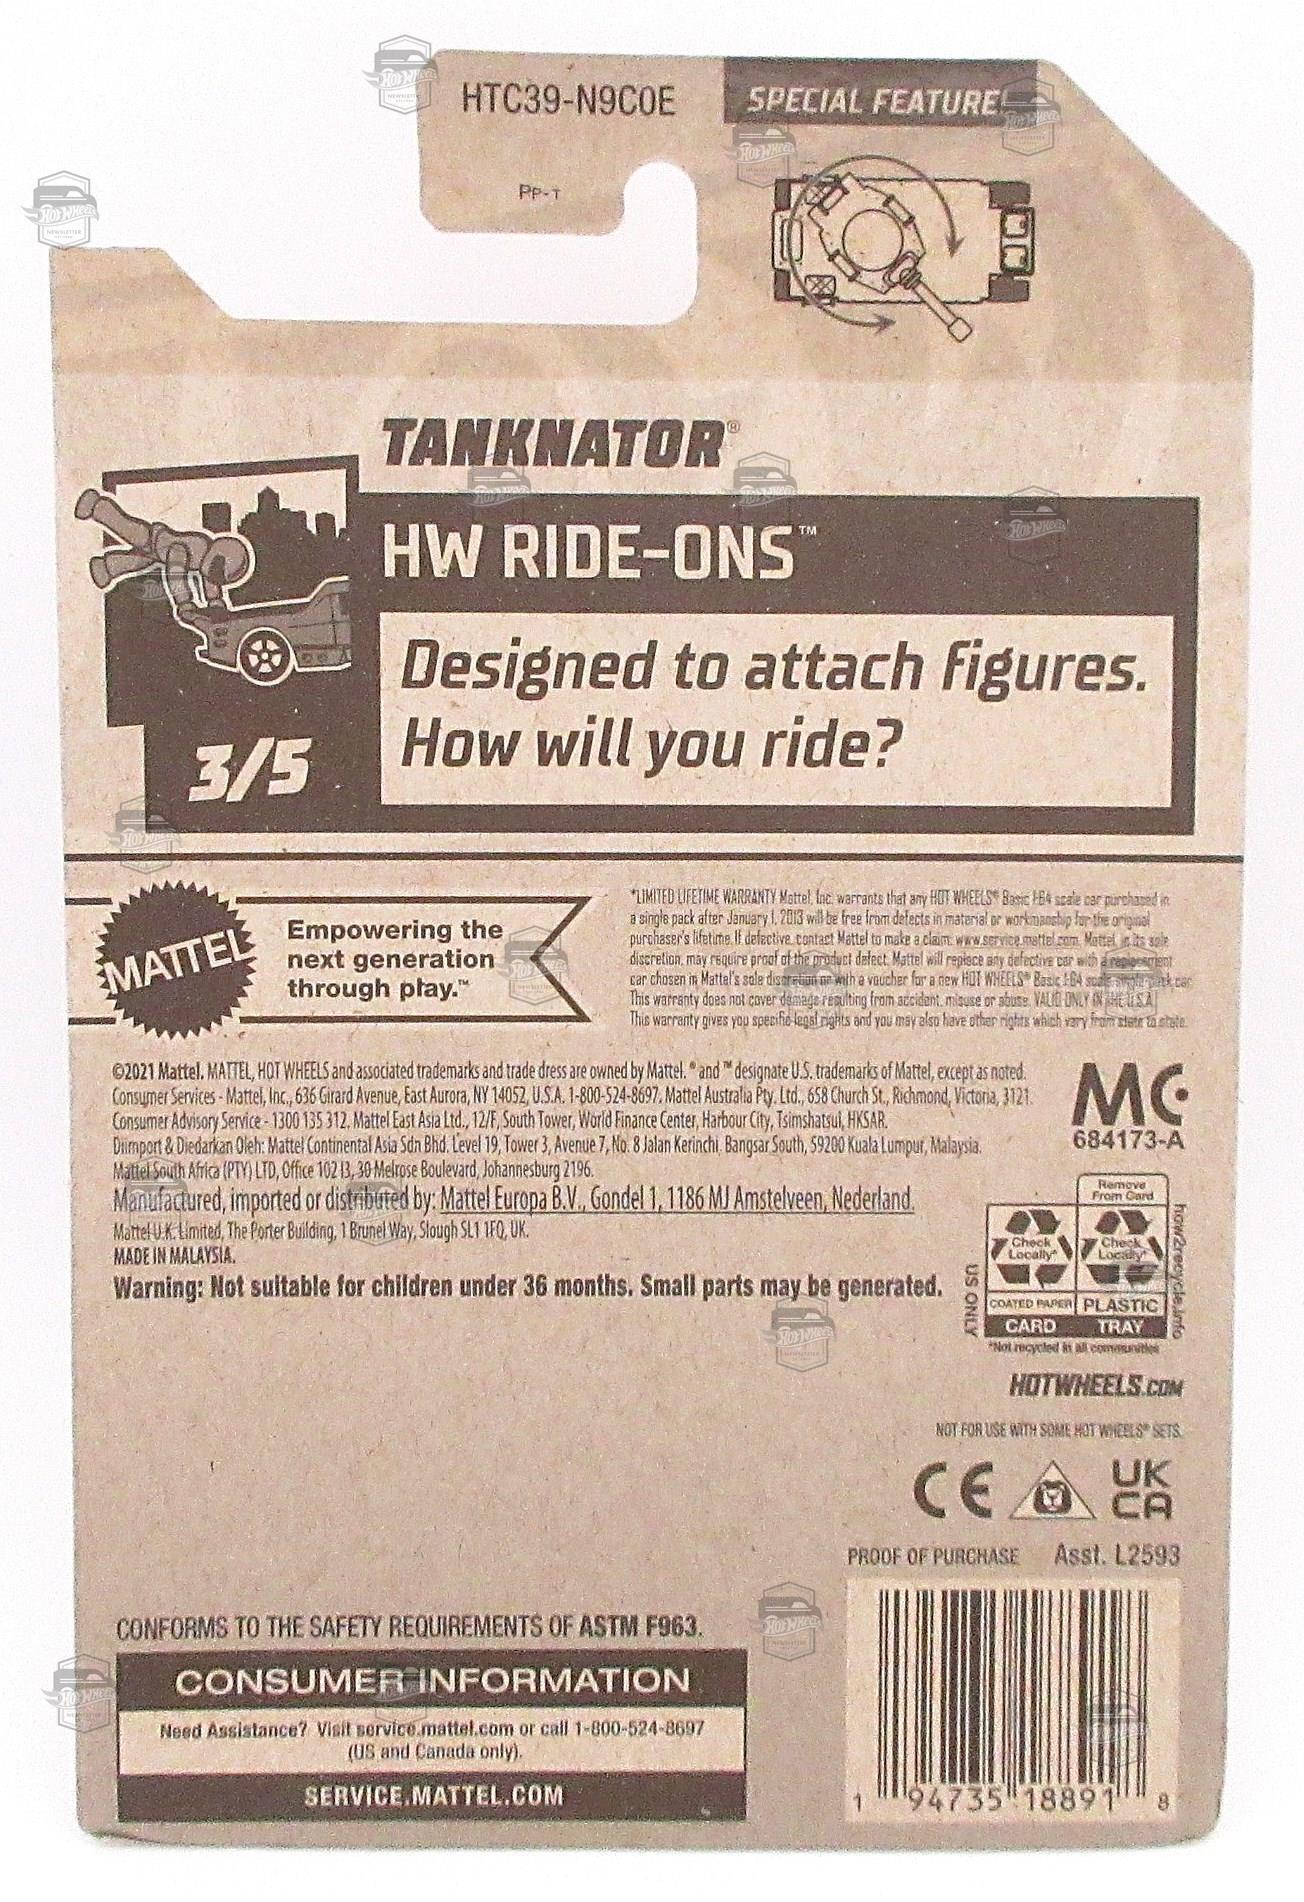 HTC39-N9C0E
SPECIAL FEATURE
PP-T
TANKNATOR®
HW RIDE-ONS™
Designed to attach figures.
How will you ride?
3/5
MATTEL
Empowering the
next generation
through play.™
*LIMITED LIFETIME WARRANTY Mattel, Inc. warrants that any HOT WHEELS® Basic 1:64 scale car purchased in
a single pack after January 1, 2013 will be free from defects in material or workmanship for the original
purchaser's lifetime. If defective, contact Mattel to make a claim: www.service.mattel.com. Mattel, in its sole
discretion, may require proof of the product defect. Mattel will replace any defective car with a replacement
car chosen in Mattel's sole discretion or with a voucher for a new HOT WHEELS® Basic 1:64 scale single pack car.
This warranty does not cover damage resulting from accident, misuse or abuse. VALID ONLY IN THE U.S.A.
This warranty gives you specific legal rights and you may also have other rights which vary from state to state.
©2021 Mattel. MATTEL, HOT WHEELS and associated trademarks and trade dress are owned by Mattel. ® and ™ designate U.S. trademarks of Mattel, except as noted.
Consumer Services - Mattel, Inc., 636 Girard Avenue, East Aurora, NY 14052, U.S.A. 1-800-524-8697. Mattel Australia Pty. Ltd., 658 Church St., Richmond, Victoria, 3121.
Consumer Advisory Service - 1300 135 312. Mattel East Asia Ltd., 12/F, South Tower, World Finance Center, Harbour City, Tsimshatsui, HKSAR.
Diimport & Diedarkan Oleh: Mattel Continental Asia Sdn Bhd. Level 19, Tower 3, Avenue 7, No. 8 Jalan Kerinchi, Bangsar South, 59200 Kuala Lumpur, Malaysia.
Mattel South Africa (PTY) LTD, Office 102 I3, 30 Melrose Boulevard, Johannesburg 2196.
Manufactured, imported or distributed by: Mattel Europa B.V., Gondel 1, 1186 MJ Amstelveen, Nederland.
Mattel U.K. Limited, The Porter Building, 1 Brunel Way, Slough SL1 1FQ, UK.
MADE IN MALAYSIA.
Warning: Not suitable for children under 36 months. Small parts may be generated.
MC
684173-A
Remove
From Card
Check
Locally*
Check
Locally*
COATED PAPER
PLASTIC
CARD
TRAY
US ONLY
how2recycle.info
*Not recycled in all communities
HOTWHEELS.COM
NOT FOR USE WITH SOME HOT WHEELS® SETS.
CE
UK
CA
PROOF OF PURCHASE Asst. L2593
CONFORMS TO THE SAFETY REQUIREMENTS OF ASTM F963.
CONSUMER INFORMATION
Need Assistance? Visit service.mattel.com or call 1-800-524-8697
(US and Canada only).
SERVICE.MATTEL.COM
1 94735 18891 8